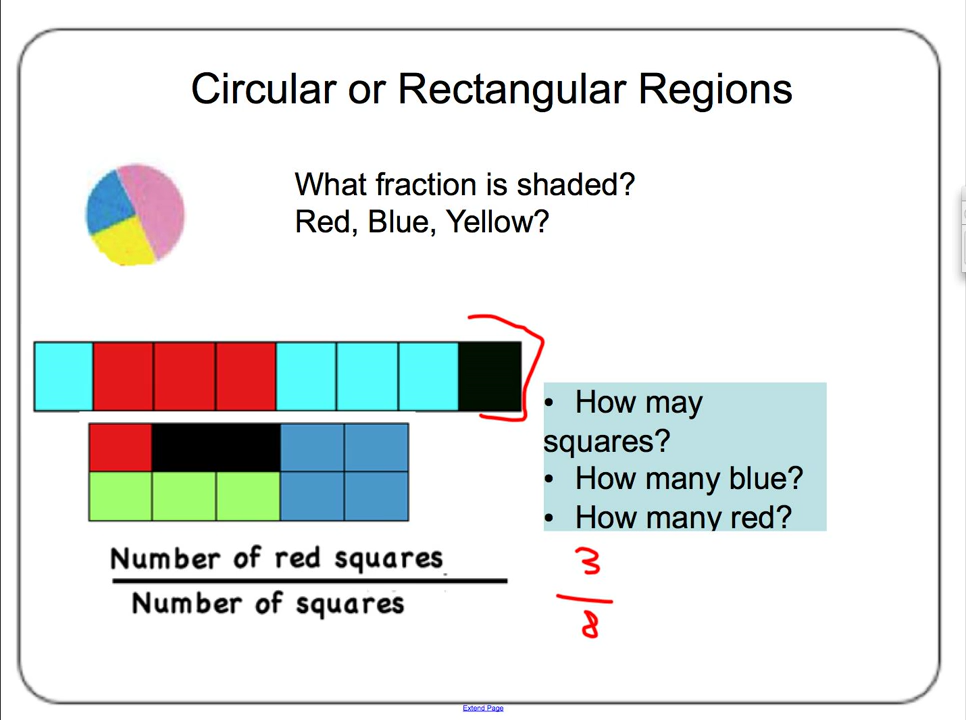 Circular or Rectangular Regions
What fraction is shaded?
Red, Blue, Yellow?
• How may
squares?
• How many blue?
• How many red?
Number of red squares
Number of squares
3
8
Extend Page